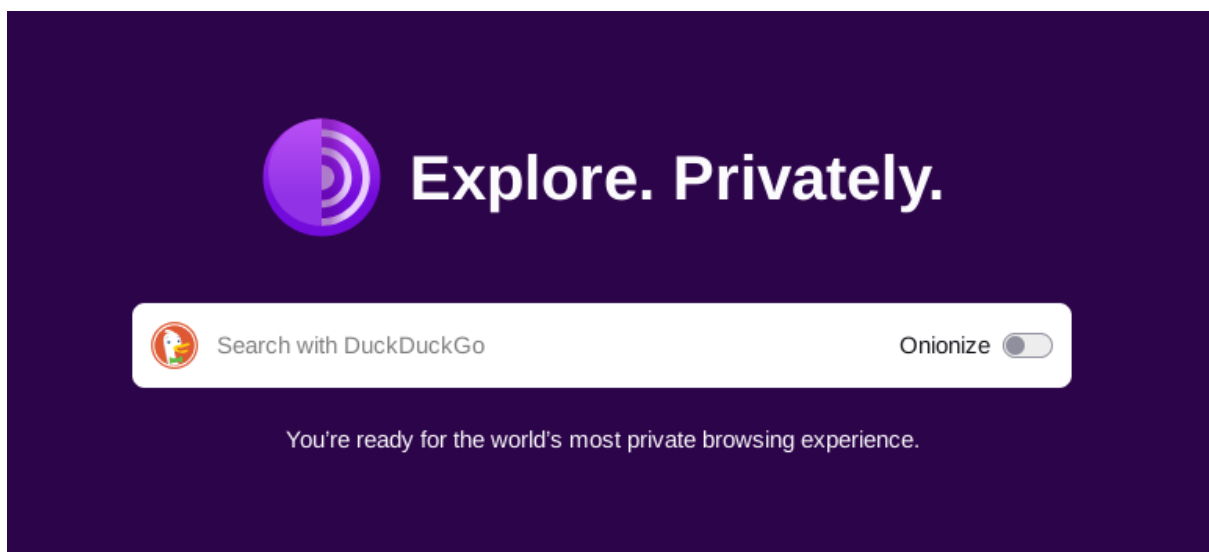 Explore. Privately.
Search with DuckDuckGo Onionize
You’re ready for the world’s most private browsing experience.